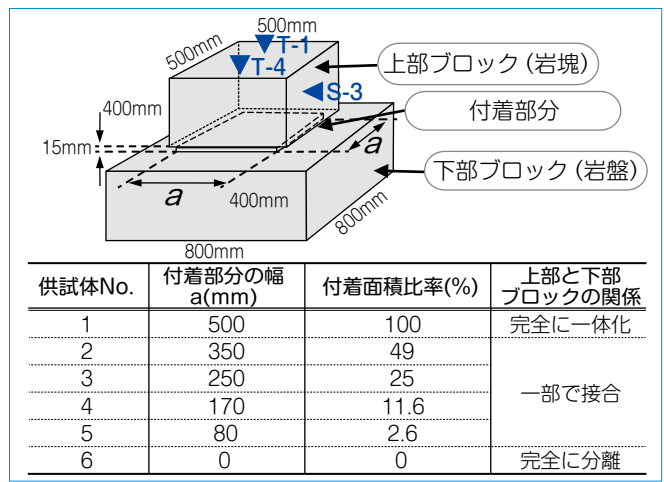 500mm
500mm
T-1
T-4
上部ブロック(岩塊)
S-3
400mm
付着部分
15mm
a
下部ブロック(岩盤)
a
400mm
800mm
800mm
供試体No. 付着部分の幅 a(mm) 付着面積比率(%) 上部と下部 ブロックの関係
1 500 100 完全に一体化
2 350 49
3 250 25
一部で接合
4 170 11.6
5 80 2.6
6 0 0 完全に分離